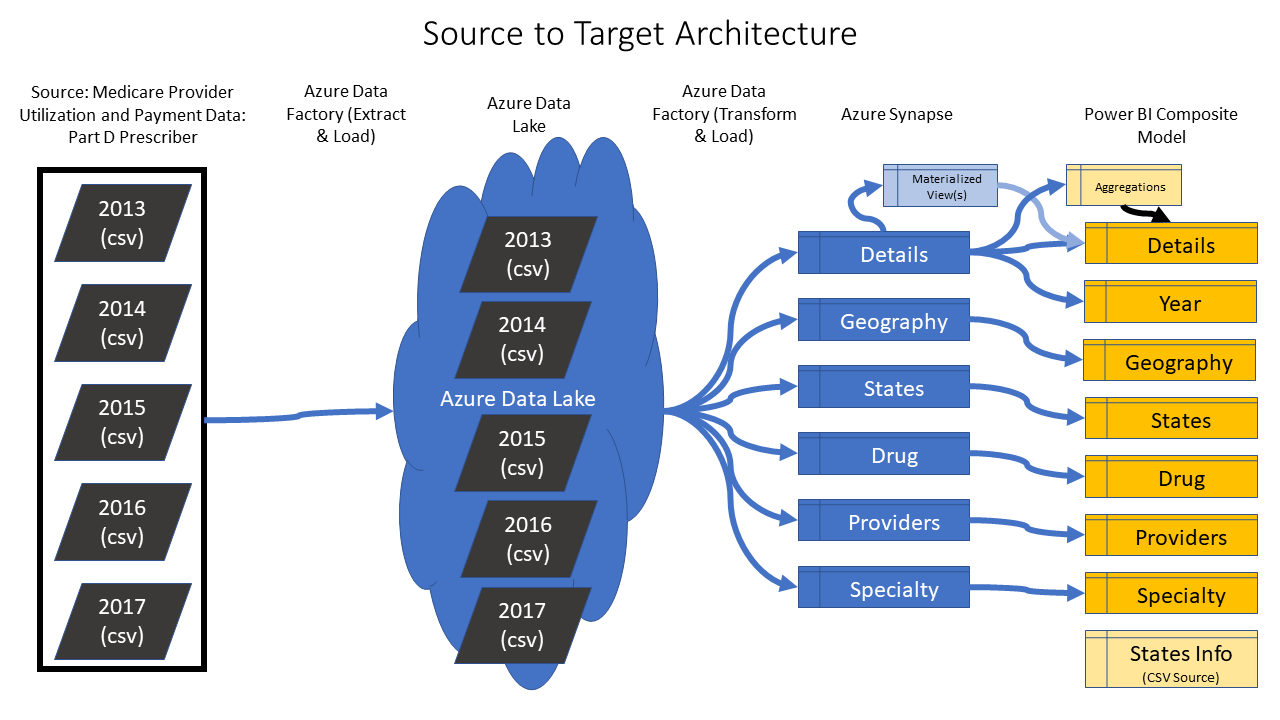 Source to Target Architecture
Source: Medicare Provider
Utilization and Payment Data:
Part D Prescriber
Azure Data
Factory (Extract
& Load)
Azure Data
Lake
Azure Data
Factory (Transform
& Load)
Azure Synapse
Power BI Composite
Model
2013
(csv)
2014
(csv)
2015
(csv)
2016
(csv)
2017
(csv)
2013
(csv)
2014
(csv)
Azure Data Lake
2015
(csv)
2016
(csv)
2017
(csv)
Materialized
View(s)
Details
Geography
States
Drug
Providers
Specialty
Aggregations
Details
Year
Geography
States
Drug
Providers
Specialty
States Info
(CSV Source)